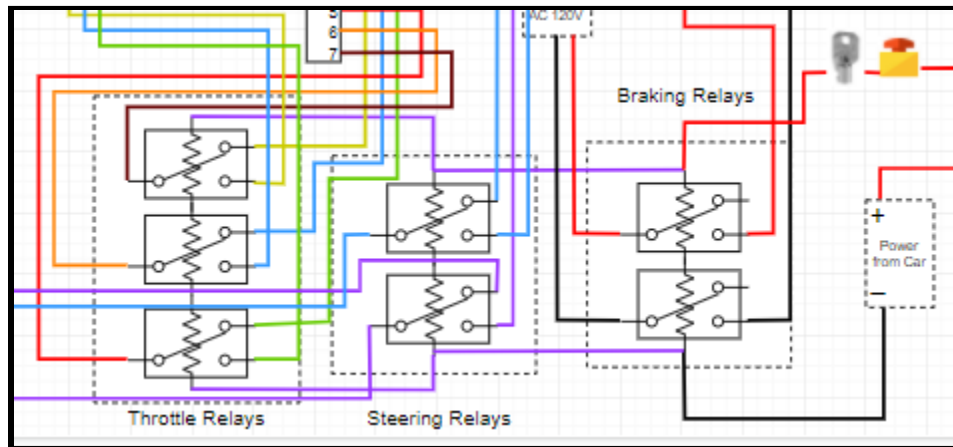 5
AC 120V
6
7
Braking Relays
+
Power
from Car
–
Throttle Relays
Steering Relays